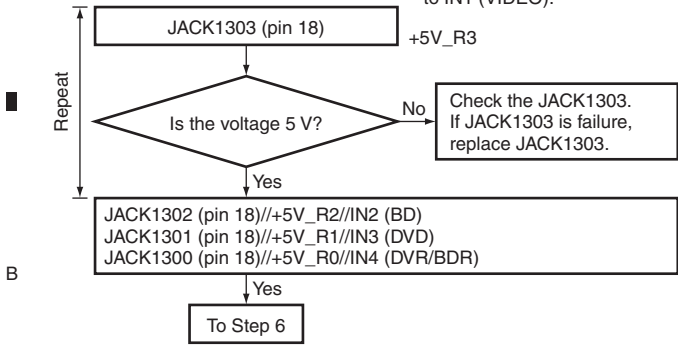 to IN1 (VIDEO).
JACK1303 (pin 18)
+5V_R3
Repeat
Is the voltage 5 V?
No
Check the JACK1303.
If JACK1303 is failure,
replace JACK1303.
Yes
JACK1302 (pin 18)//+5V_R2//IN2 (BD)
JACK1301 (pin 18)//+5V_R1//IN3 (DVD)
JACK1300 (pin 18)//+5V_R0//IN4 (DVR/BDR)
B
Yes
To Step 6